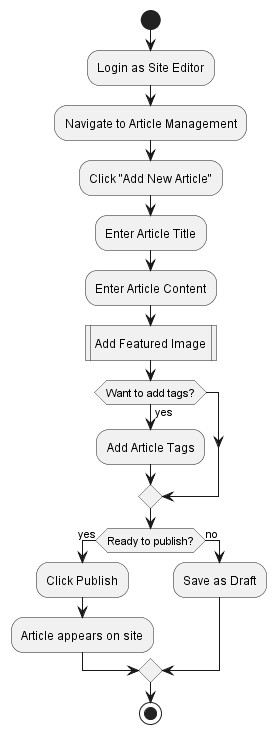 Login as Site Editor
Navigate to Article Management
Click "Add New Article"
Enter Article Title
Enter Article Content
Add Featured Image
Want to add tags?
yes
Add Article Tags
yes
Ready to publish?
no
Click Publish
Save as Draft
Article appears on site